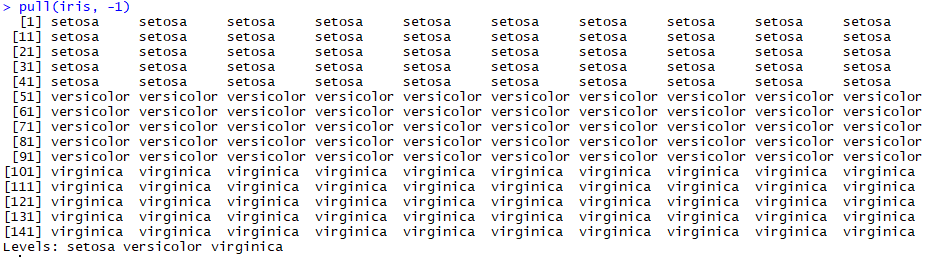 > pull(iris, -1)
  [1] setosa     setosa     setosa     setosa     setosa     setosa     setosa     setosa     setosa     setosa
 [11] setosa     setosa     setosa     setosa     setosa     setosa     setosa     setosa     setosa     setosa
 [21] setosa     setosa     setosa     setosa     setosa     setosa     setosa     setosa     setosa     setosa
 [31] setosa     setosa     setosa     setosa     setosa     setosa     setosa     setosa     setosa     setosa
 [41] setosa     setosa     setosa     setosa     setosa     setosa     setosa     setosa     setosa     setosa
 [51] versicolor versicolor versicolor versicolor versicolor versicolor versicolor versicolor versicolor versicolor
 [61] versicolor versicolor versicolor versicolor versicolor versicolor versicolor versicolor versicolor versicolor
 [71] versicolor versicolor versicolor versicolor versicolor versicolor versicolor versicolor versicolor versicolor
 [81] versicolor versicolor versicolor versicolor versicolor versicolor versicolor versicolor versicolor versicolor
 [91] versicolor versicolor versicolor versicolor versicolor versicolor versicolor versicolor versicolor versicolor
[101] virginica  virginica  virginica  virginica  virginica  virginica  virginica  virginica  virginica  virginica
[111] virginica  virginica  virginica  virginica  virginica  virginica  virginica  virginica  virginica  virginica
[121] virginica  virginica  virginica  virginica  virginica  virginica  virginica  virginica  virginica  virginica
[131] virginica  virginica  virginica  virginica  virginica  virginica  virginica  virginica  virginica  virginica
[141] virginica  virginica  virginica  virginica  virginica  virginica  virginica  virginica  virginica  virginica
Levels: setosa versicolor virginica